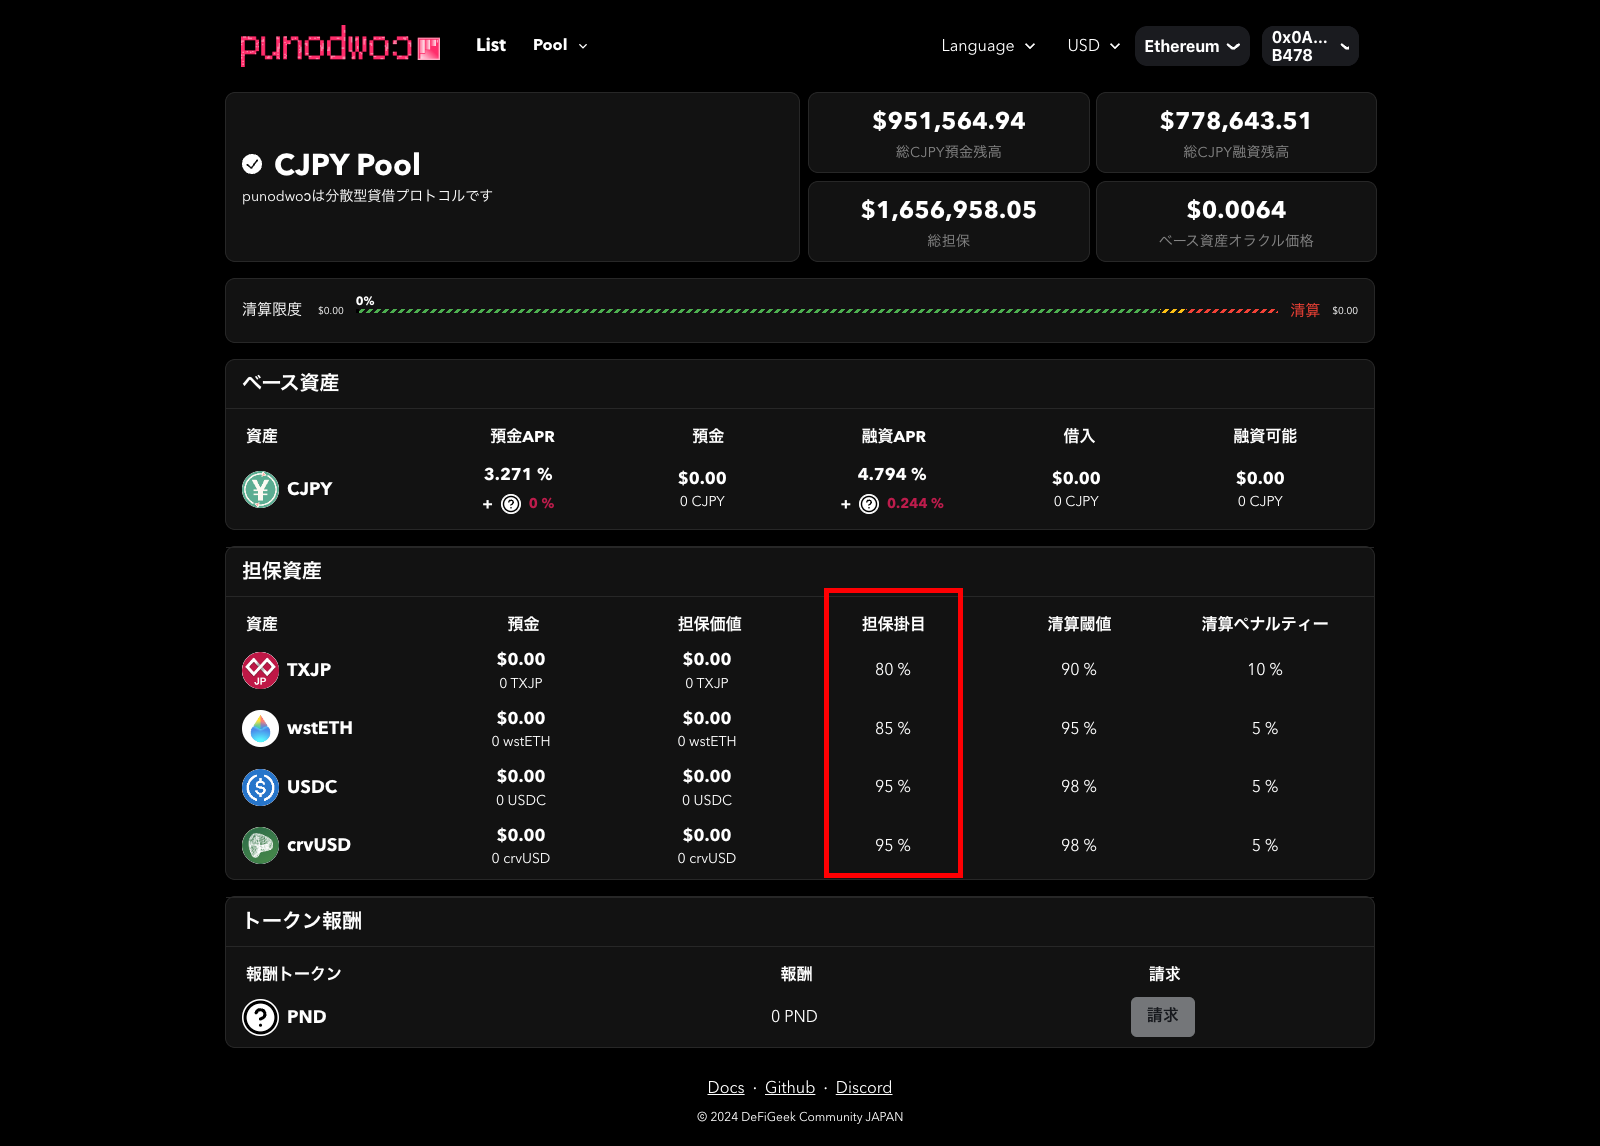 punodwoɔ
List
Pool
Language
USD
Ethereum
0x0A...
B478
CJPY Pool
punodwoɔは分散型貸借プロトコルです
$951,564.94
総CJPY預金残高
$778,643.51
総CJPY融資残高
$1,656,958.05
総担保
$0.0064
ベース資産オラクル価格
清算限度 $0.00 0% 清算 $0.00
ベース資産
資産 預金APR 預金 融資APR 借入 融資可能
CJPY 3.271 % $0.00 4.794 % $0.00 $0.00
+ ? 0 % 0 CJPY + ? 0.244 % 0 CJPY 0 CJPY
担保資産
資産 預金 担保価値 担保掛目 清算閾値 清算ペナルティー
JP TXJP $0.00 $0.00 80 % 90 % 10 %
0 TXJP 0 TXJP
wstETH $0.00 $0.00 85 % 95 % 5 %
0 wstETH 0 wstETH
USDC $0.00 $0.00 95 % 98 % 5 %
0 USDC 0 USDC
crvUSD $0.00 $0.00 95 % 98 % 5 %
0 crvUSD 0 crvUSD
トークン報酬
報酬トークン 報酬 請求
? PND 0 PND 請求
Docs · Github · Discord
© 2024 DeFiGeek Community JAPAN